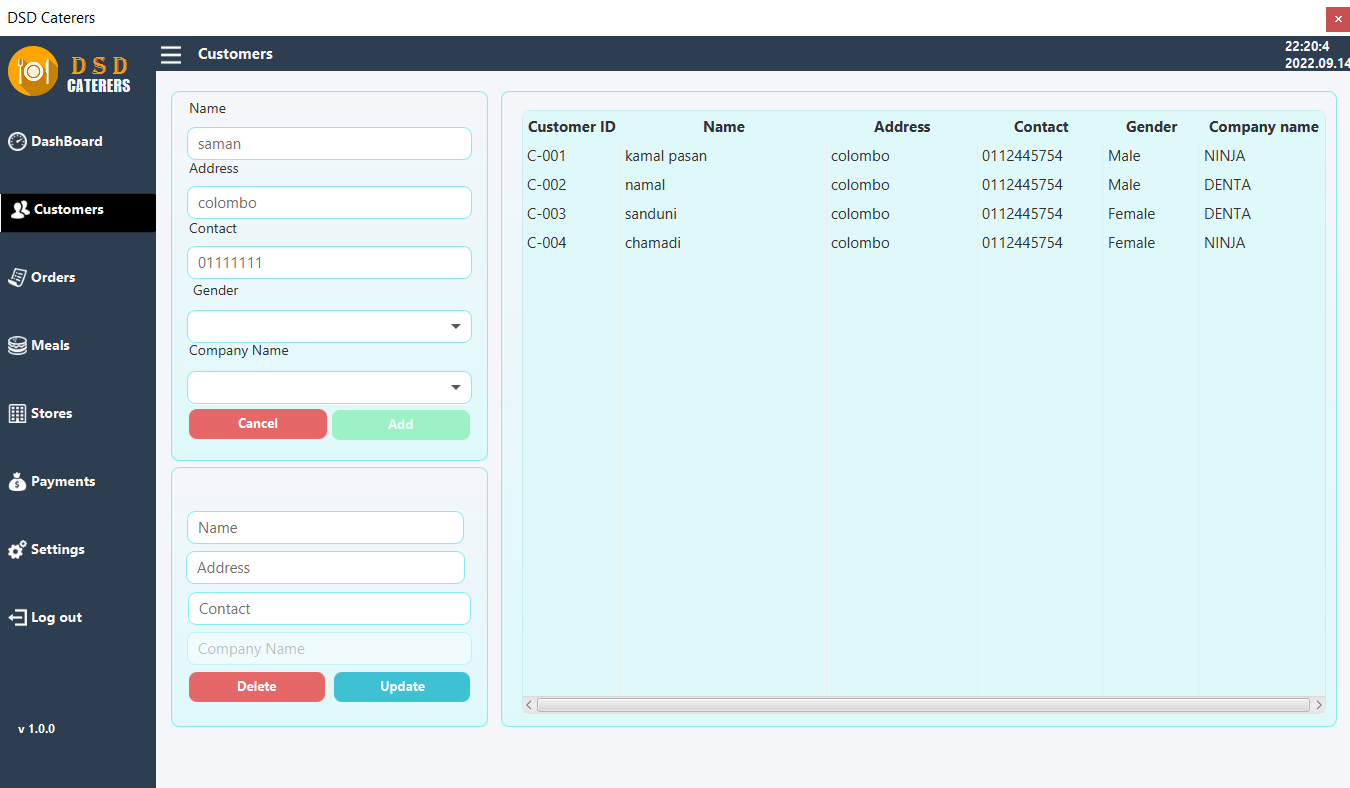 DSD Caterers
×
D S D
CATERERS
Customers
22:20:4
2022.09.14
DashBoard
Customers
Orders
Meals
Stores
Payments
Settings
Log out
v 1.0.0
Name
saman
Address
colombo
Contact
01111111
Gender
Company Name
Cancel Add
Name
Address
Contact
Company Name
Delete Update
Customer ID Name Address Contact Gender Company name
C-001 kamal pasan colombo 0112445754 Male NINJA
C-002 namal colombo 0112445754 Male DENTA
C-003 sanduni colombo 0112445754 Female DENTA
C-004 chamadi colombo 0112445754 Female NINJA